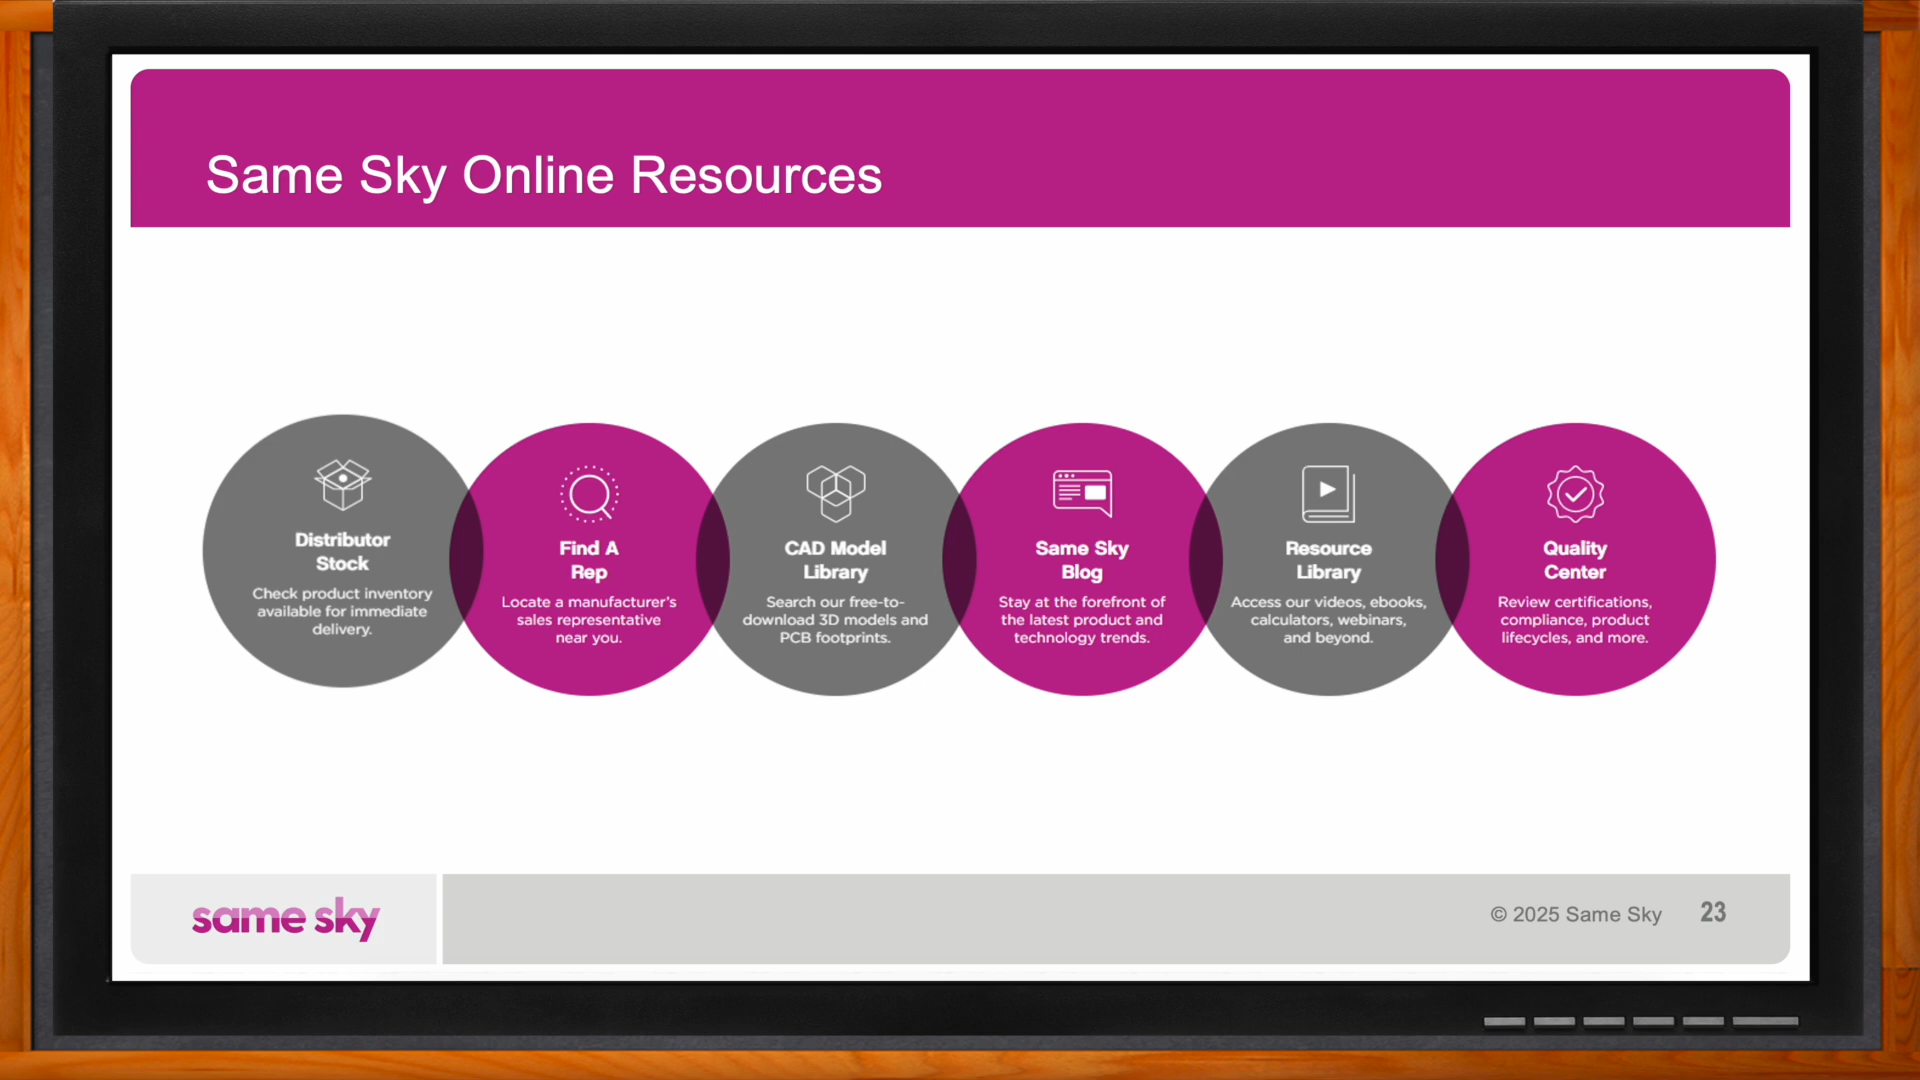 Same Sky Online Resources
Distributor
Stock
Check product inventory
available for immediate
delivery.
Find A
Rep
Locate a manufacturer's
sales representative
near you.
CAD Model
Library
Search our free-to-
download 3D models and
PCB footprints.
Same Sky
Blog
Stay at the forefront of
the latest product and
technology trends.
Resource
Library
Access our videos, ebooks,
calculators, webinars,
and beyond.
Quality
Center
Review certifications,
compliance, product
lifecycles, and more.
same sky
© 2025 Same Sky 23